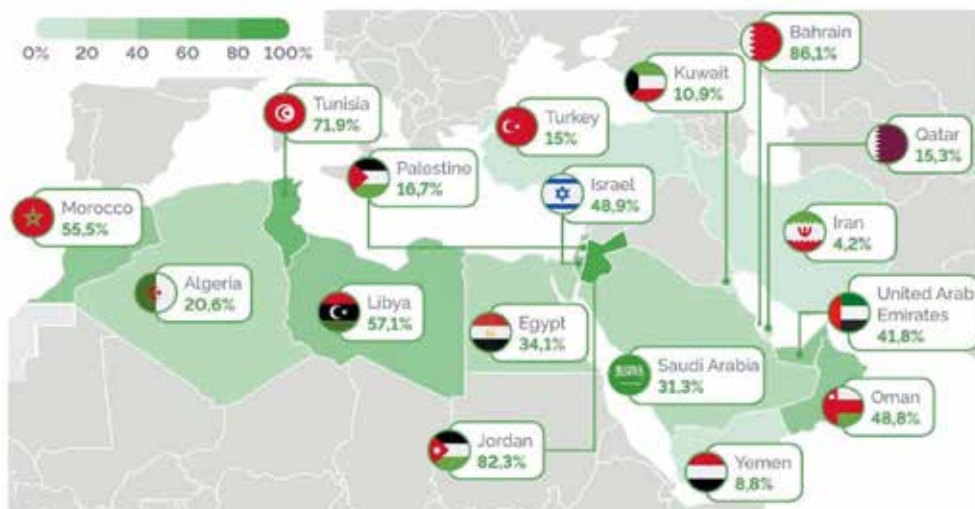 0% 20 40 60 80 100%
Bahrain
86,1%
Kuwait
10,9%
Tunisia
71,9%
Turkey
15%
Qatar
15,3%
Palestine
16,7%
Israel
48,9%
Morocco
55,5%
Iran
4,2%
Algeria
20,6%
Libya
57,1%
Egypt
34,1%
United Arab
Emirates
41,8%
Saudi Arabia
31.3%
Oman
48,8%
Jordan
82,3%
Yemen
8,8%